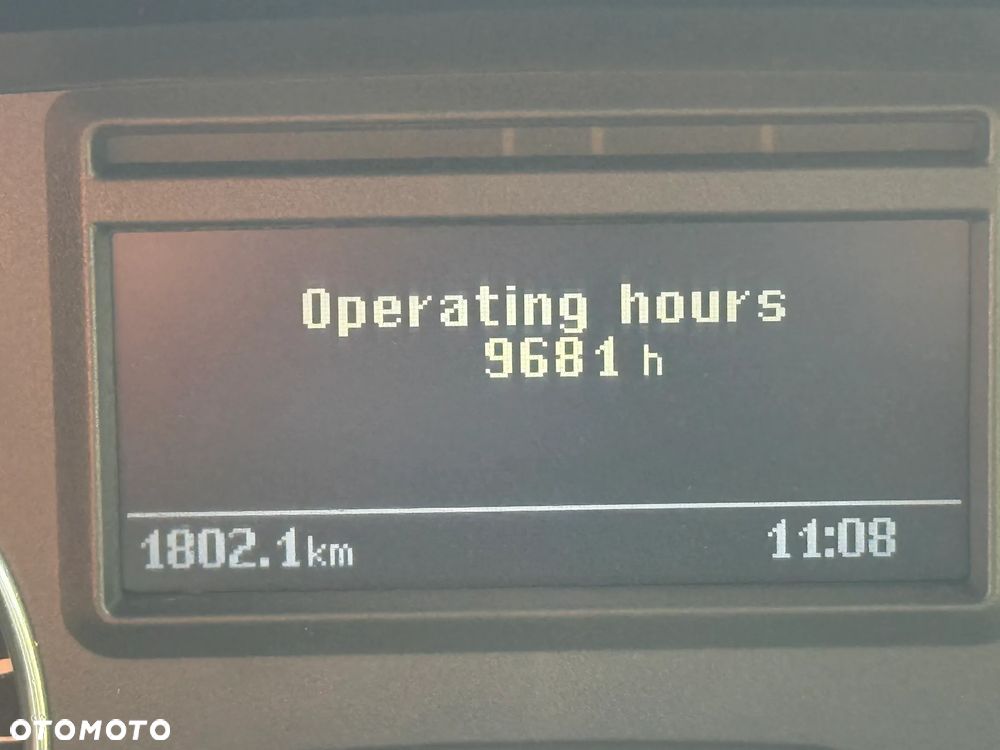 Operating hours
9681 h
1802.1km 11:08
OTOMOTO